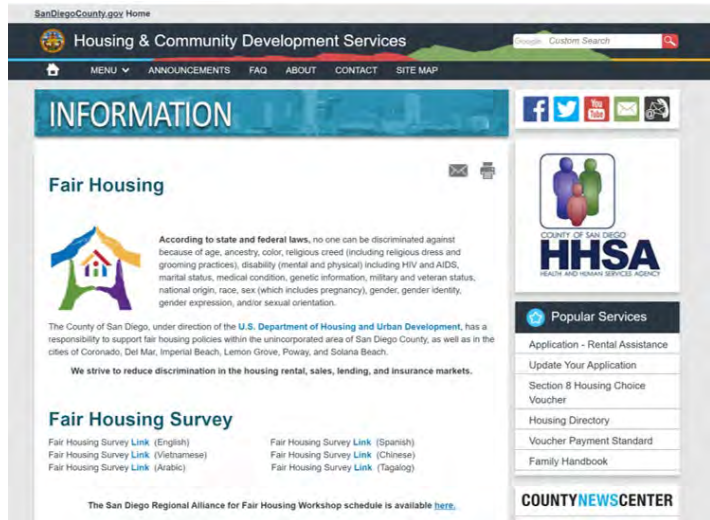 SanDiegoCounty.gov Home
Housing & Community Development Services
Google Custom Search
MENU ANNOUNCEMENTS FAQ ABOUT CONTACT SITE MAP
INFORMATION
Fair Housing
According to state and federal laws, no one can be discriminated against
because of age, ancestry, color, religious creed (including religious dress and
grooming practices), disability (mental and physical) including HIV and AIDS,
marital status, medical condition, genetic information, military and veteran status,
national origin, race, sex (which includes pregnancy), gender, gender identity,
gender expression, and/or sexual orientation.
The County of San Diego, under direction of the U.S. Department of Housing and Urban Development, has a
responsibility to support fair housing policies within the unincorporated area of San Diego County, as well as in the
cities of Coronado, Del Mar, Imperial Beach, Lemon Grove, Poway, and Solana Beach.
We strive to reduce discrimination in the housing rental, sales, lending, and insurance markets.
Fair Housing Survey
Fair Housing Survey Link (English) Fair Housing Survey Link (Spanish)
Fair Housing Survey Link (Vietnamese) Fair Housing Survey Link (Chinese)
Fair Housing Survey Link (Arabic) Fair Housing Survey Link (Tagalog)
The San Diego Regional Alliance for Fair Housing Workshop schedule is available here.
You Tube
COUNTY OF SAN DIEGO
HHSA
HEALTH AND HUMAN SERVICES AGENCY
Popular Services
Application - Rental Assistance
Update Your Application
Section 8 Housing Choice
Voucher
Housing Directory
Voucher Payment Standard
Family Handbook
COUNTYNEWSCENTER